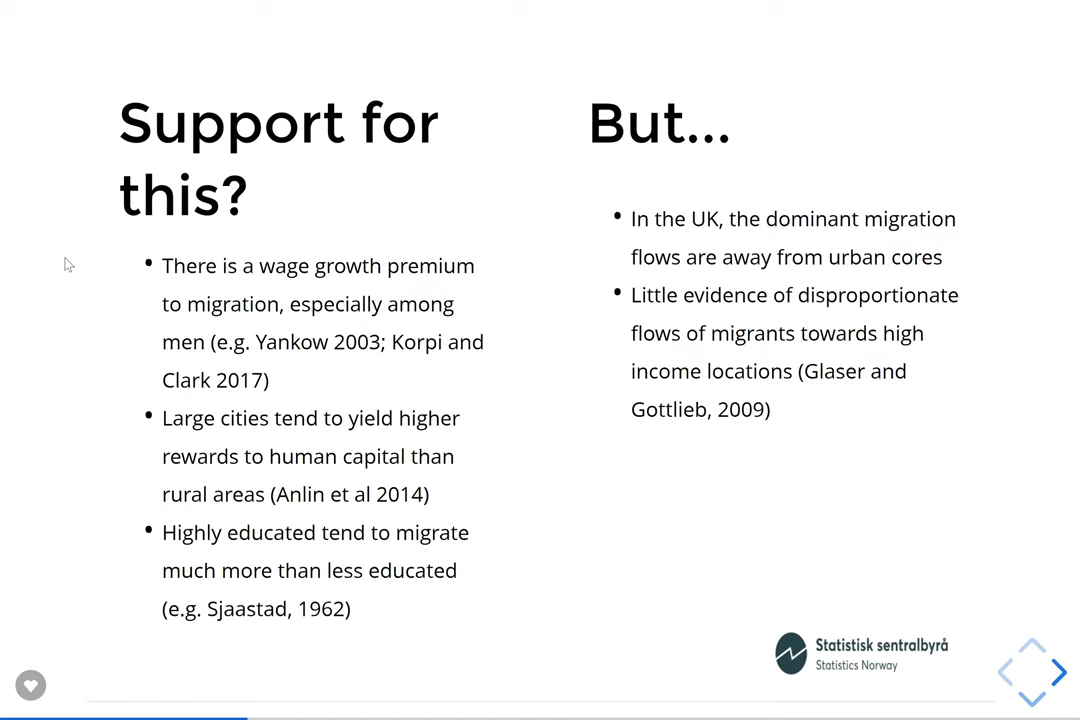 Support for
this?
• There is a wage growth premium
to migration, especially among
men (e.g. Yankow 2003; Korpi and
Clark 2017)
• Large cities tend to yield higher
rewards to human capital than
rural areas (Anlin et al 2014)
• Highly educated tend to migrate
much more than less educated
(e.g. Sjaastad, 1962)
But...
• In the UK, the dominant migration
flows are away from urban cores
• Little evidence of disproportionate
flows of migrants towards high
income locations (Glaser and
Gottlieb, 2009)
Statistisk sentralbyrå
Statistics Norway